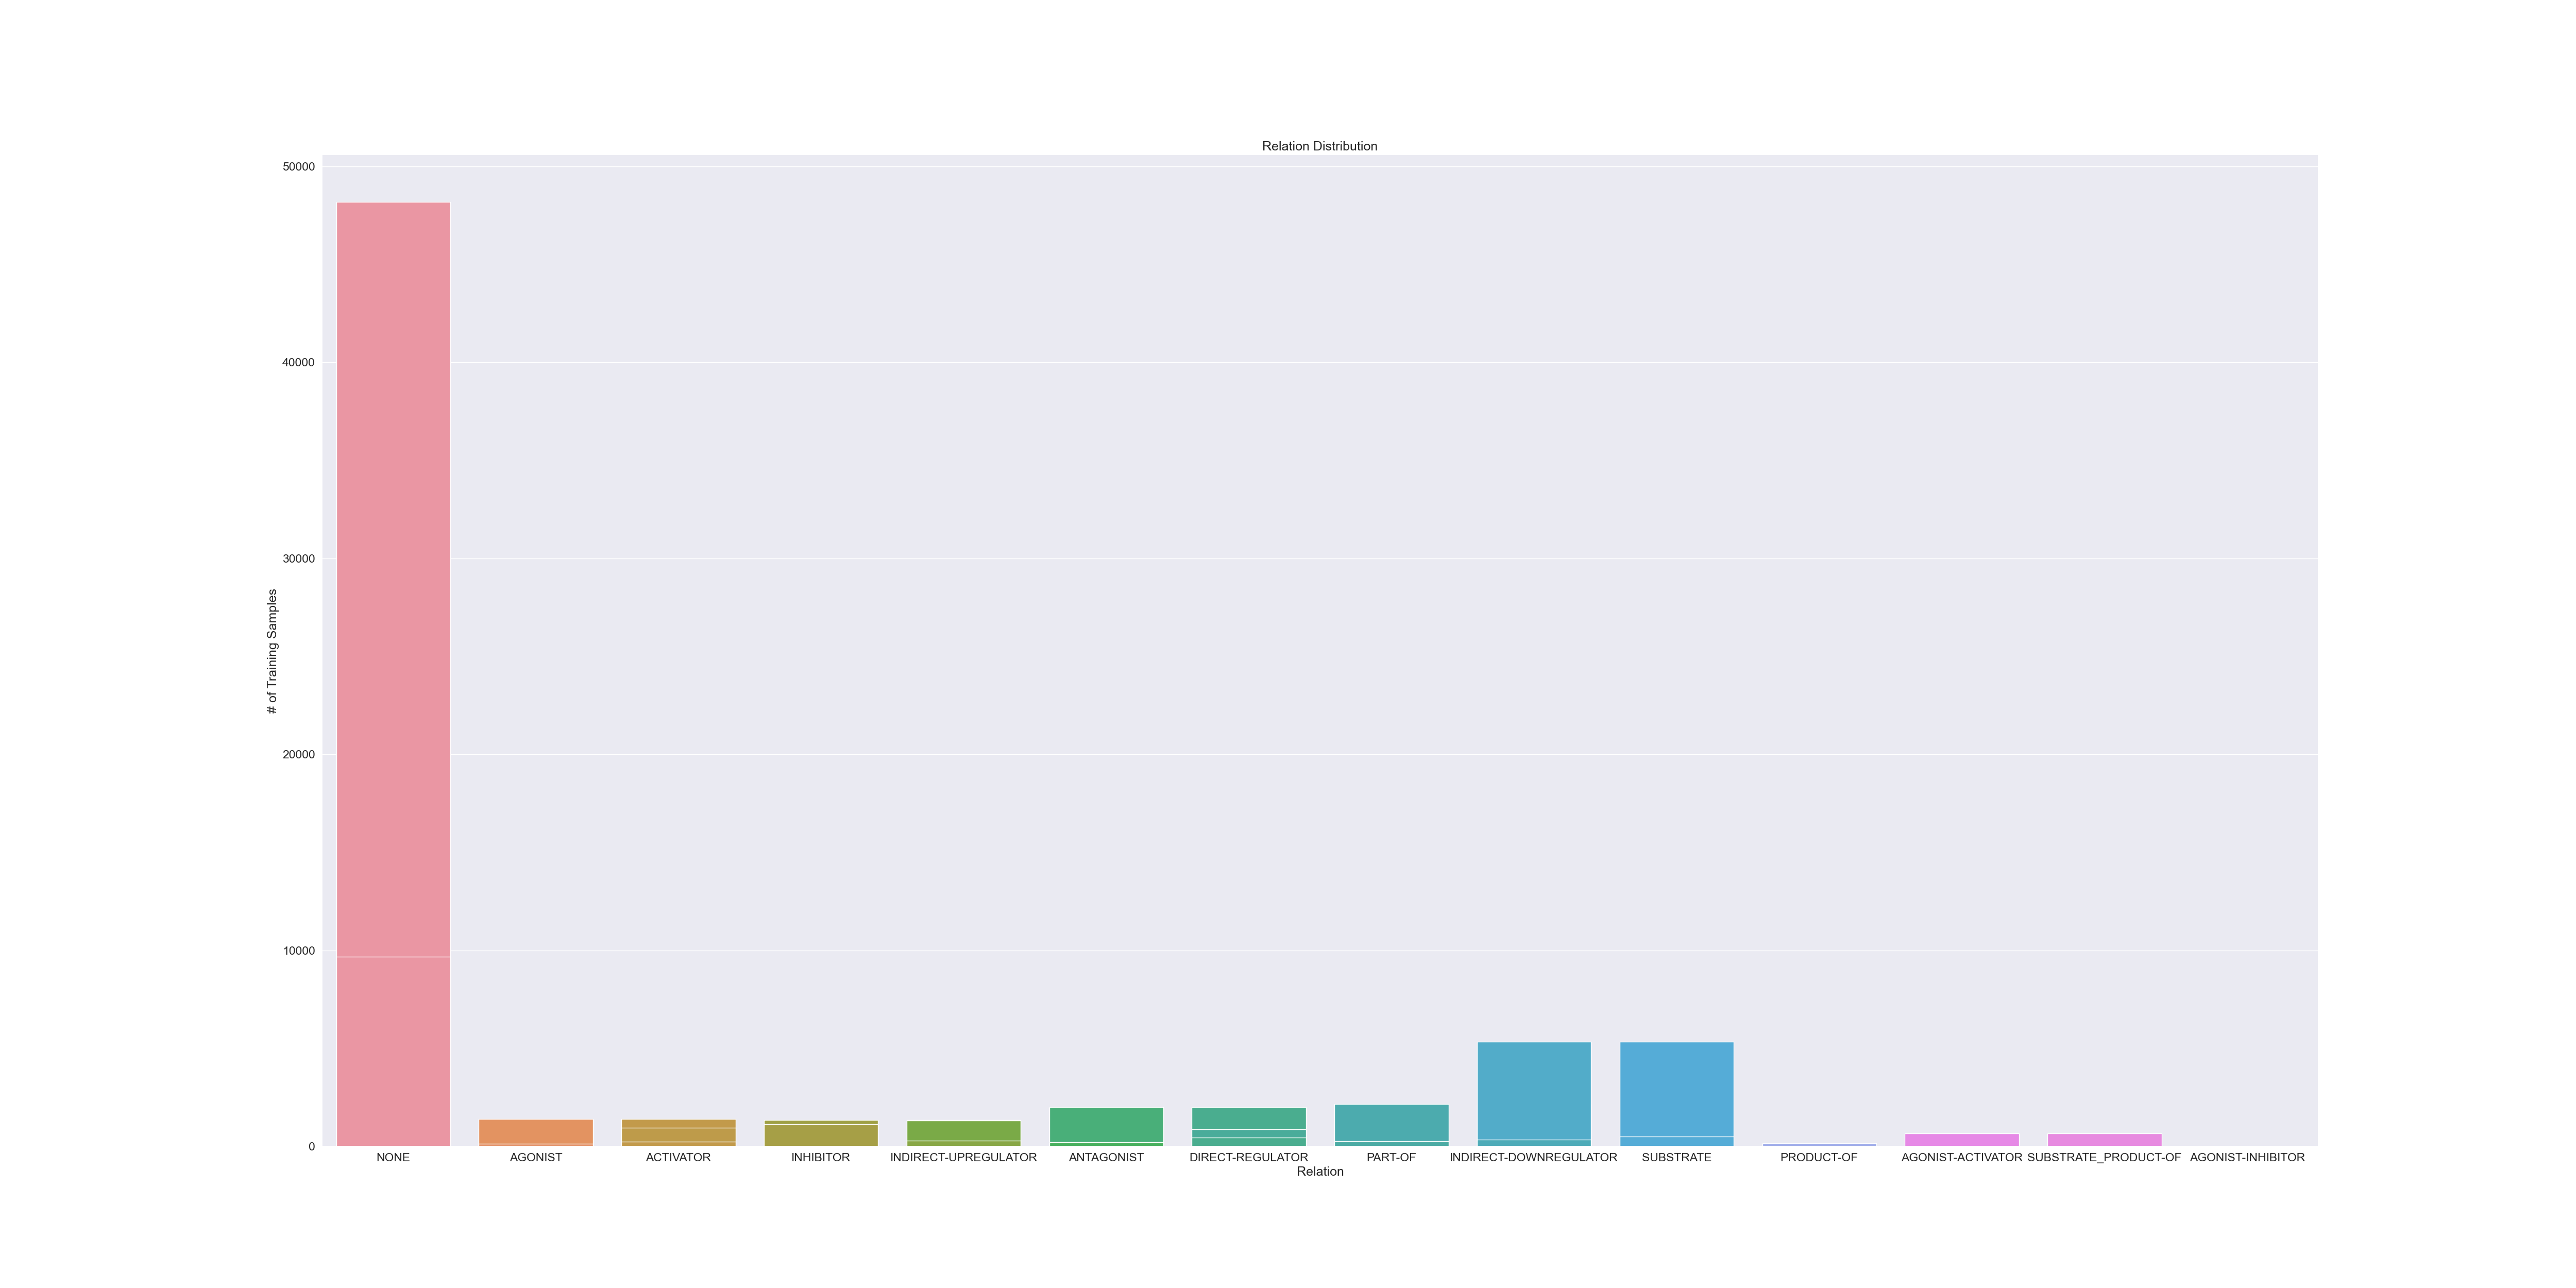 Relation Distribution
50000
40000
30000
20000
10000
0
# of Training Samples
NONE AGONIST ACTIVATOR INHIBITOR INDIRECT-UPREGULATOR ANTAGONIST DIRECT-REGULATOR PART-OF INDIRECT-DOWNREGULATOR SUBSTRATE PRODUCT-OF AGONIST-ACTIVATOR SUBSTRATE_PRODUCT-OF AGONIST-INHIBITOR
Relation